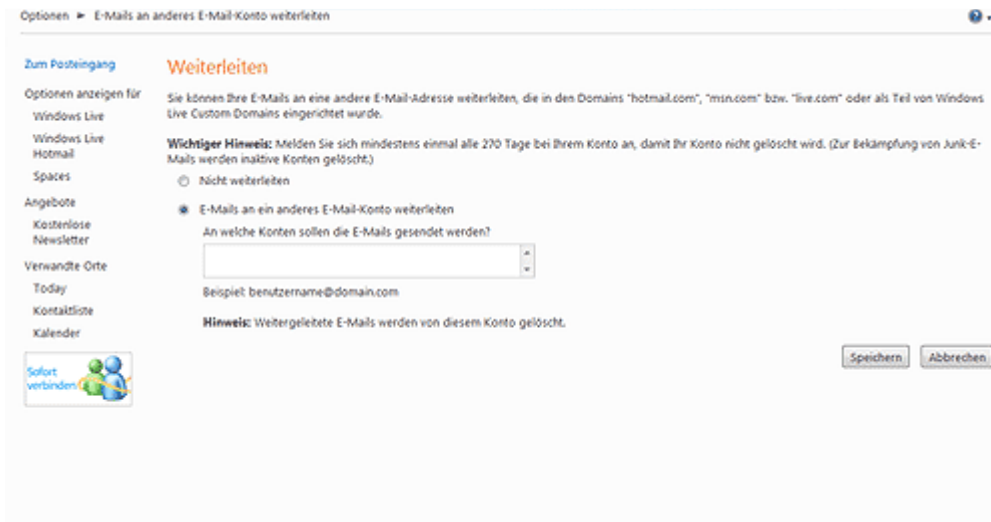 Optionen ► E-Mails an anderes E-Mail-Konto weiterleiten
Zum Posteingang
Optionen anzeigen für
Windows Live
Windows Live
Hotmail
Spaces
Angebote
Kostenlose
Newsletter
Verwandte Orte
Today
Kontaktliste
Kalender
Sofort
verbinden
Weiterleiten
Sie können Ihre E-Mails an eine andere E-Mail-Adresse weiterleiten, die in den Domains "hotmail.com", "msn.com" bzw. "live.com" oder als Teil von Windows
Live Custom Domains eingerichtet wurde.
Wichtiger Hinweis: Melden Sie sich mindestens einmal alle 270 Tage bei Ihrem Konto an, damit Ihr Konto nicht gelöscht wird. (Zur Bekämpfung von Junk-E-
Mails werden inaktive Konten gelöscht.)
Nicht weiterleiten
E-Mails an ein anderes E-Mail-Konto weiterleiten
An welche Konten sollen die E-Mails gesendet werden?
Beispiel: benutzername@domain.com
Hinweis: Weitergeleitete E-Mails werden von diesem Konto gelöscht.
Speichern
Abbrechen